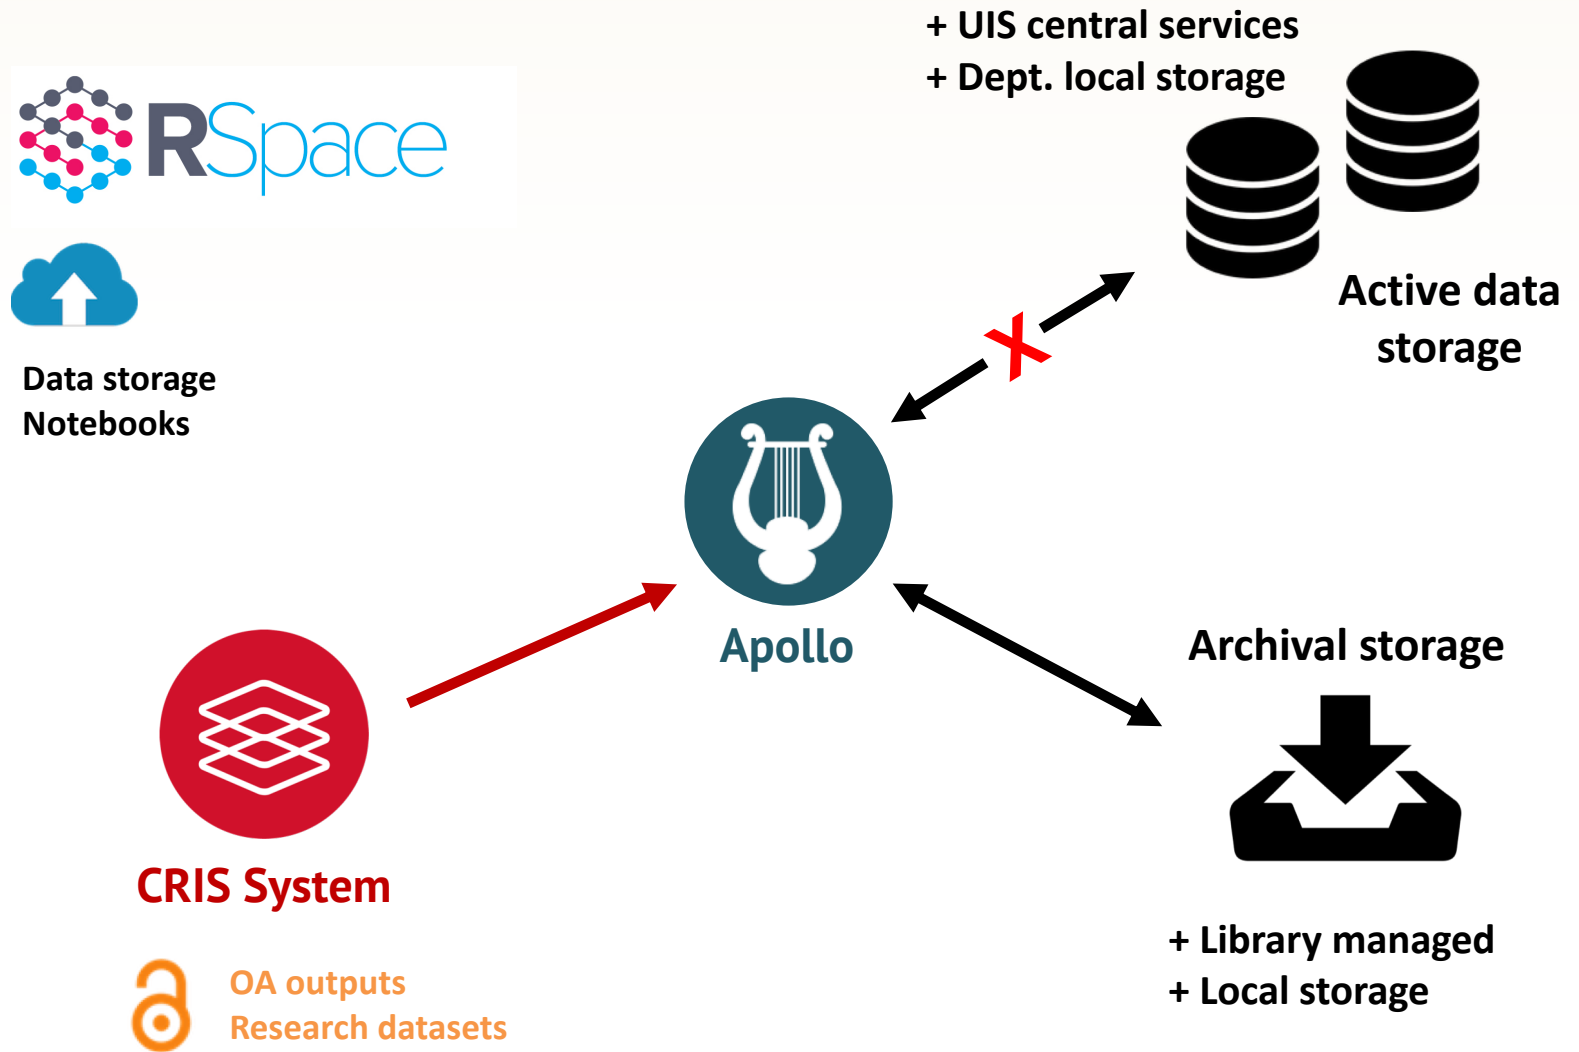 + UIS central services
+ Dept. local storage
RSpace
Active data
storage
Data storage
Notebooks
X
Apollo
Archival storage
CRIS System
+ Library managed
+ Local storage
OA outputs
Research datasets